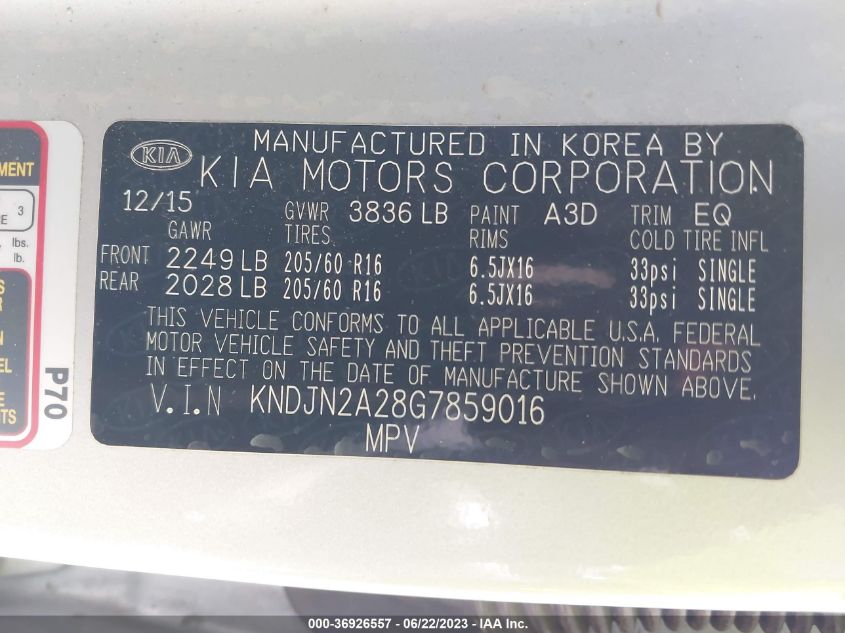 MANUFACTURED IN KOREA BY
KIA KIA MOTORS CORPORATION
12/15 GVWR 3836 LB PAINT A3D TRIM EQ
GAWR TIRES RIMS COLD TIRE INFL
FRONT 2249 LB 205/60 R16 6.5JX16 33psi SINGLE
REAR 2028 LB 205/60 R16 6.5JX16 33psi SINGLE
THIS VEHICLE CONFORMS TO ALL APPLICABLE U.S.A. FEDERAL
MOTOR VEHICLE SAFETY AND THEFT PREVENTION STANDARDS
IN EFFECT ON THE DATE OF MANUFACTURE SHOWN ABOVE.
V.I.N KNDJN2A28G7859016
MPV
3
lbs.
lb.
P70
000-36926557 - 06/22/2023 - IAA Inc.